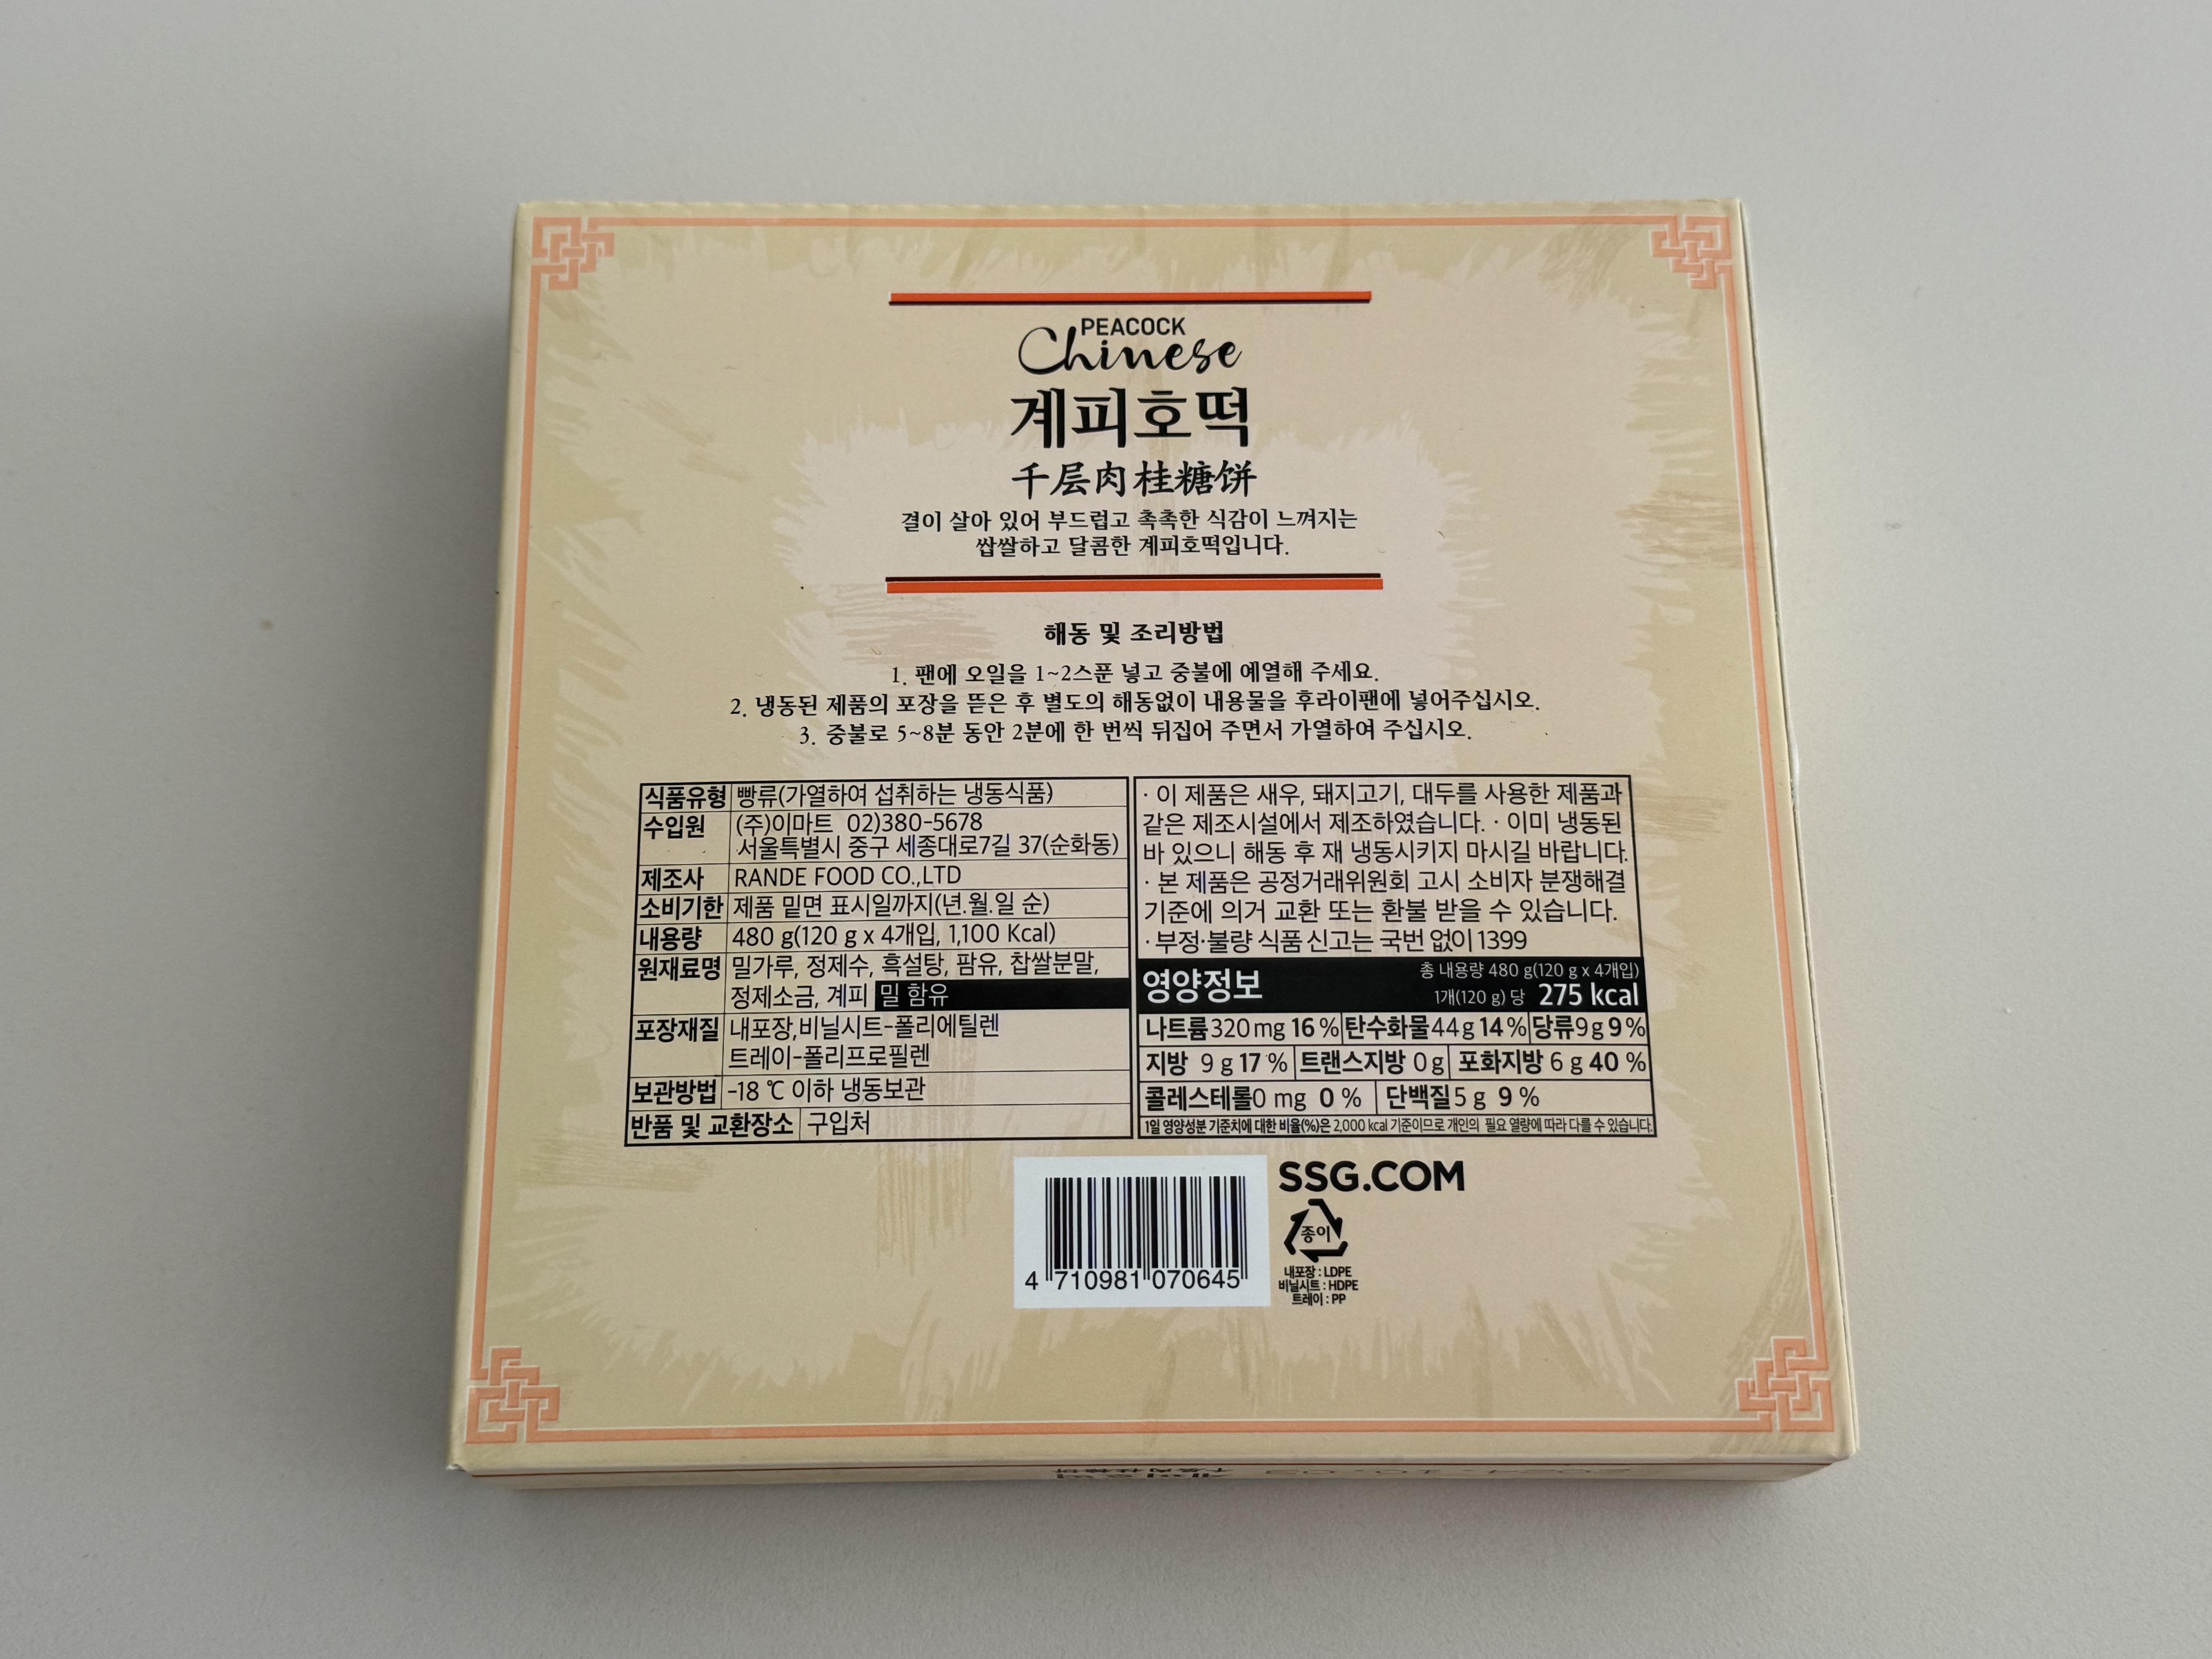 PEACOCK
Chinese
계피호떡
千层肉桂糖饼
결이 살아 있어 부드럽고 촉촉한 식감이 느껴지는
쌉쌀하고 달콤한 계피호떡입니다.
해동 및 조리방법
1. 팬에 오일을 1~2스푼 넣고 중불에 예열해 주세요.
2. 냉동된 제품의 포장을 뜯은 후 별도의 해동없이 내용물을 후라이팬에 넣어주십시오.
3. 중불로 5~8분 동안 2분에 한 번씩 뒤집어 주면서 가열하여 주십시오.
식품유형 빵류(가열하여 섭취하는 냉동식품)
수입원 (주)이마트 02)380-5678
서울특별시 중구 세종대로7길 37(순화동)
제조사 RANDE FOOD CO.,LTD
소비기한 제품 밑면 표시일까지(년.월.일 순)
내용량 480 g(120 g x 4개입, 1,100 Kcal)
원재료명 밀가루, 정제수, 흑설탕, 팜유, 찹쌀분말,
정제소금, 계피 밀 함유
포장재질 내포장,비닐시트-폴리에틸렌
트레이-폴리프로필렌
보관방법 -18 ℃ 이하 냉동보관
반품 및 교환장소 구입처
· 이 제품은 새우, 돼지고기, 대두를 사용한 제품과
같은 제조시설에서 제조하였습니다. · 이미 냉동된
바 있으니 해동 후 재 냉동시키지 마시길 바랍니다.
· 본 제품은 공정거래위원회 고시 소비자 분쟁해결
기준에 의거 교환 또는 환불 받을 수 있습니다.
· 부정·불량 식품 신고는 국번 없이 1399
영양정보 총 내용량 480 g(120 g x 4개입)
1개(120 g) 당 275 kcal
나트륨 320 mg 16 % 탄수화물 44 g 14 % 당류 9 g 9 %
지방 9 g 17 % 트랜스지방 0 g 포화지방 6 g 40 %
콜레스테롤 0 mg 0 % 단백질 5 g 9 %
1일 영양성분 기준치에 대한 비율(%)은 2,000 kcal 기준이므로 개인의 필요 열량에 따라 다를 수 있습니다.
4 710981 070645
SSG.COM
종이
내포장 : LDPE
비닐시트 : HDPE
트레이 : PP